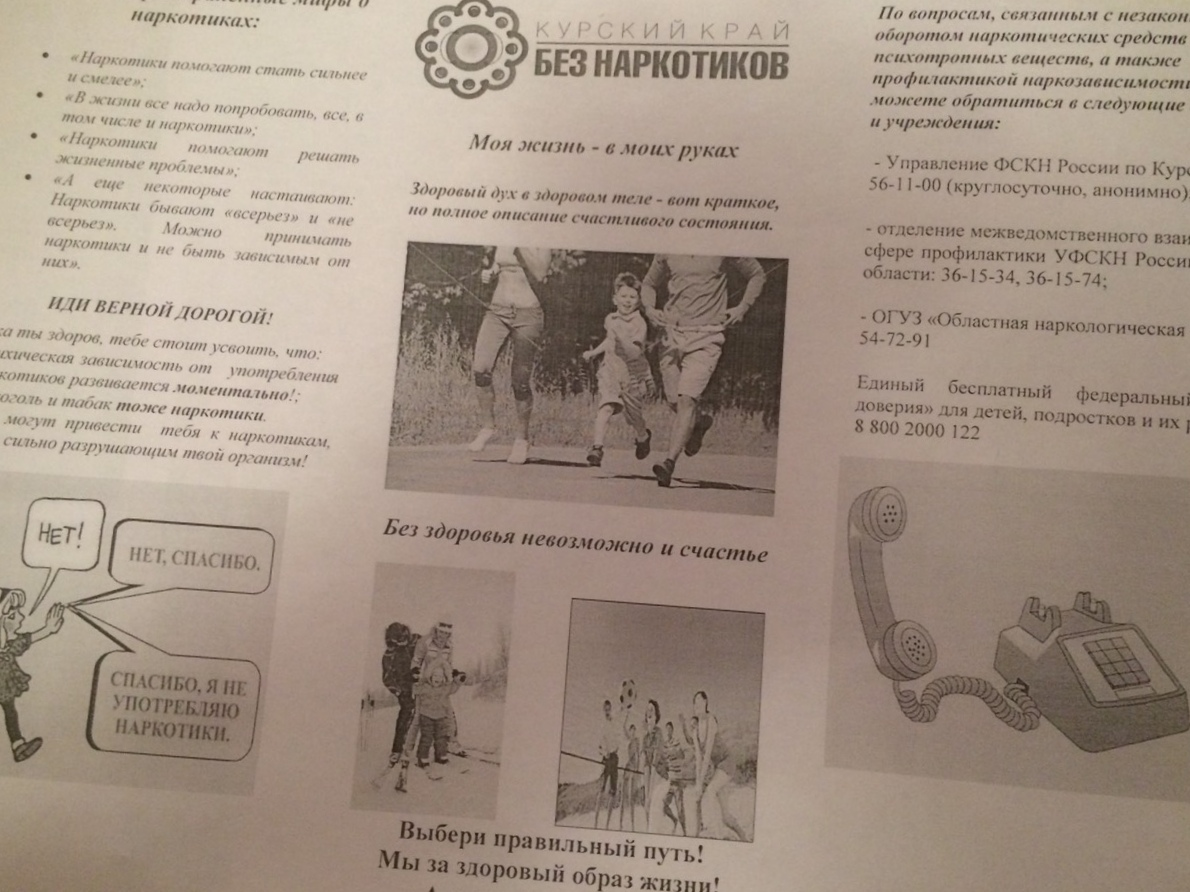 мифы о
наркотиках:
• «Наркотики помогают стать сильнее
и смелее»;
• «В жизни все надо попробовать, все, в
том числе и наркотики»;
• «Наркотики помогают решать
жизненные проблемы»;
• «А еще некоторые настаивают:
Наркотики бывают «всерьез» и «не
всерьез». Можно принимать
наркотики и не быть зависимым от
них».
ИДИ ВЕРНОЙ ДОРОГОЙ!
ты здоров, тебе стоит усвоить, что:
зависимость от употребления
развивается моментально!;
и табак тоже наркотики.
могут привести тебя к наркотикам,
сильно разрушающим твой организм!
НЕТ!
НЕТ, СПАСИБО.
СПАСИБО, Я НЕ
УПОТРЕБЛЯЮ
НАРКОТИКИ.
КУРСКИЙ КРАЙ
БЕЗ НАРКОТИКОВ
Моя жизнь - в моих руках
Здоровый дух в здоровом теле - вот краткое,
но полное описание счастливого состояния.
Без здоровья невозможно и счастье
Выбери правильный путь!
Мы за здоровый образ жизни!
По вопросам, связанным с
оборотом наркотических средств
психотропных веществ, а также
профилактикой
можете обратиться в следующие
и учреждения:
- Управление ФСКН России по
56-11-00 (круглосуточно, анонимно)
- отделение межведомственного
сфере профилактики УФСКН
области: 36-15-34, 36-15-74;
- ОГУЗ «Областная наркологическая
54-72-91
Единый бесплатный федеральный
доверия» для детей, подростков и их
8 800 2000 122